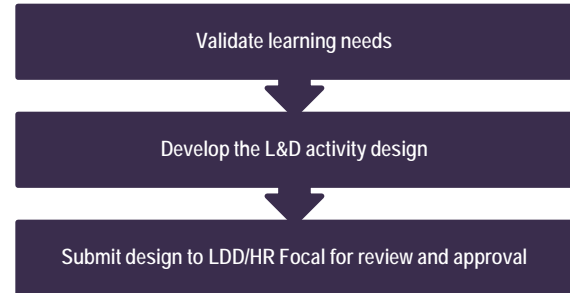 Validate learning needs
Develop the L&D activity design
Submit design to LDD/HR Focal for review and approval